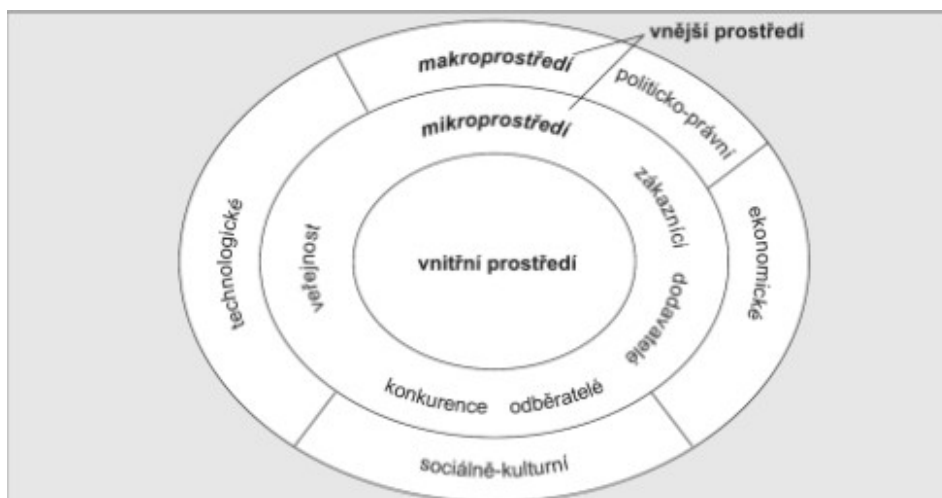 vnější prostředí
makroprostředí
politicko-právní
mikroprostředí
zákazníci
technologické
veřejnost
vnitřní prostředí
ekonomické
dodavatelé
konkurence
odběratelé
sociálně-kulturní